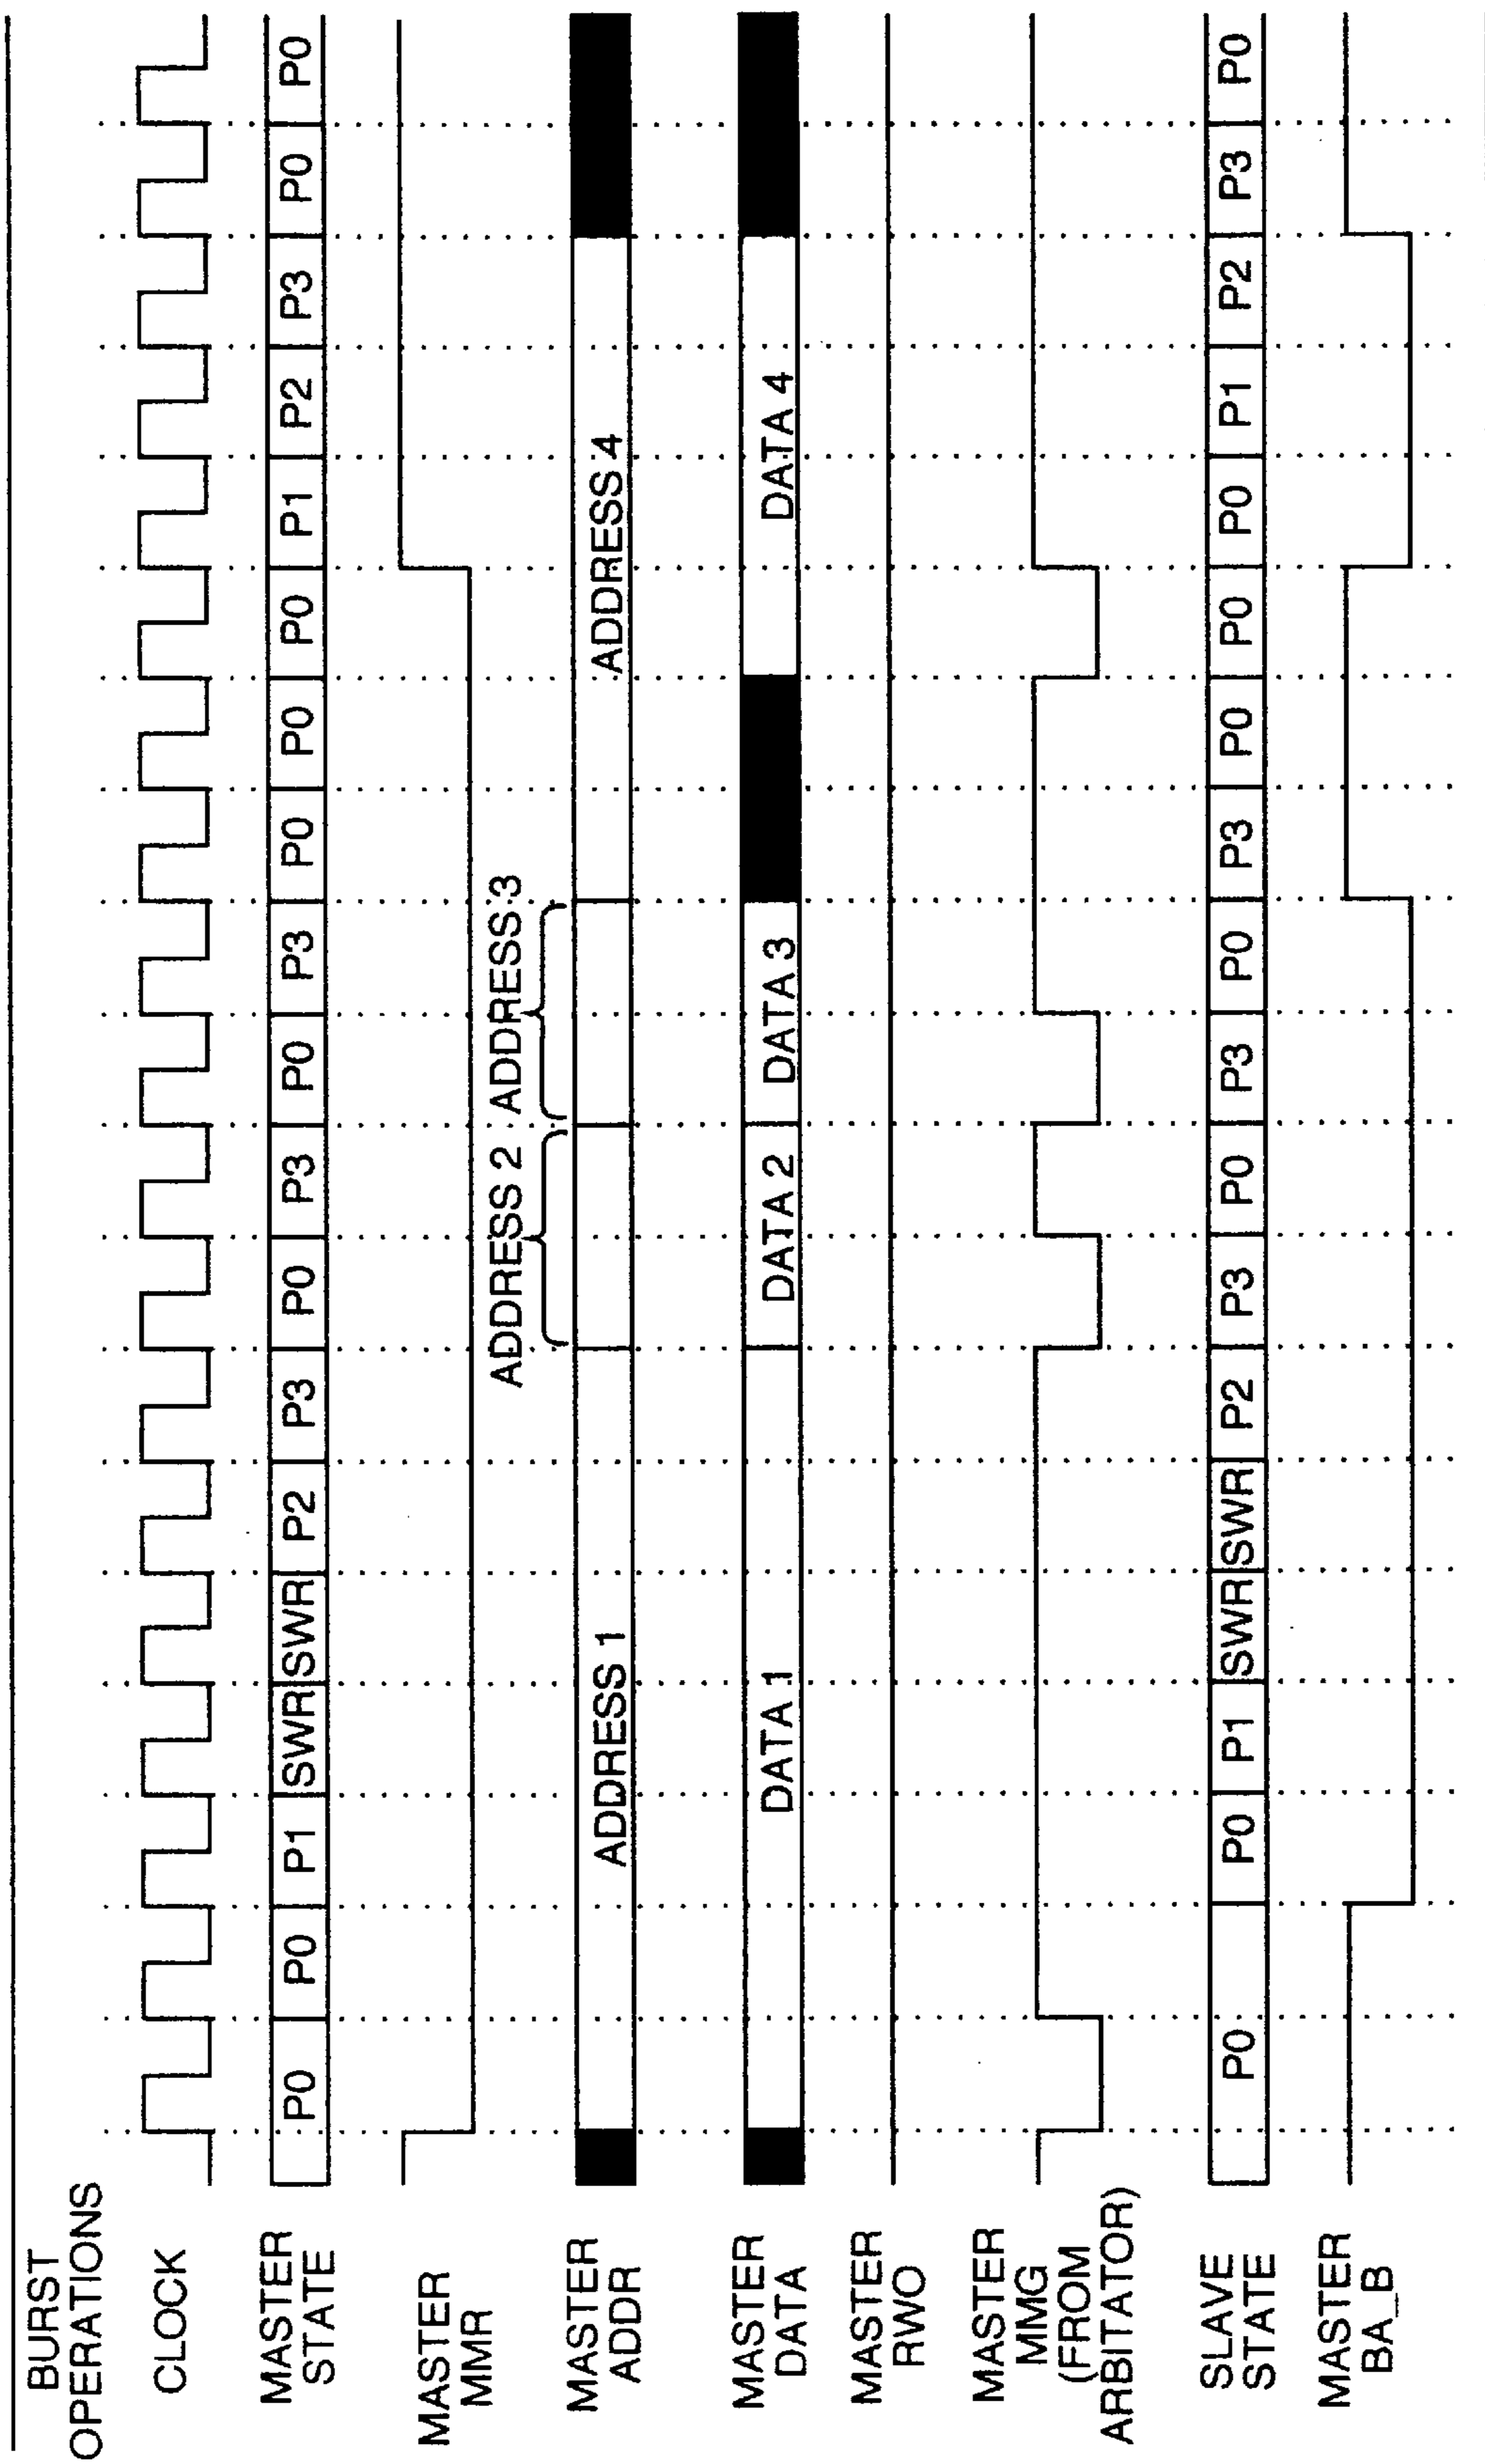 BURST
OPERATIONS
CLOCK
MASTER
STATE
P0 P0 P1 SWR SWR P2 P3 P0 P3 P0 P3 P0 P0 P0 P1 P2 P3 P0 P0
MASTER
MMR
ADDRESS 2 ADDRESS 3
MASTER
ADDR
ADDRESS 1 ADDRESS 4
MASTER
DATA
DATA 1 DATA 2 DATA 3 DATA 4
MASTER
RWO
MASTER
MMG
(FROM
ARBITATOR)
SLAVE
STATE
P0 P0 P1 SWR SWR P2 P3 P0 P3 P0 P3 P0 P0 P0 P1 P2 P3 P0
MASTER
BA_B